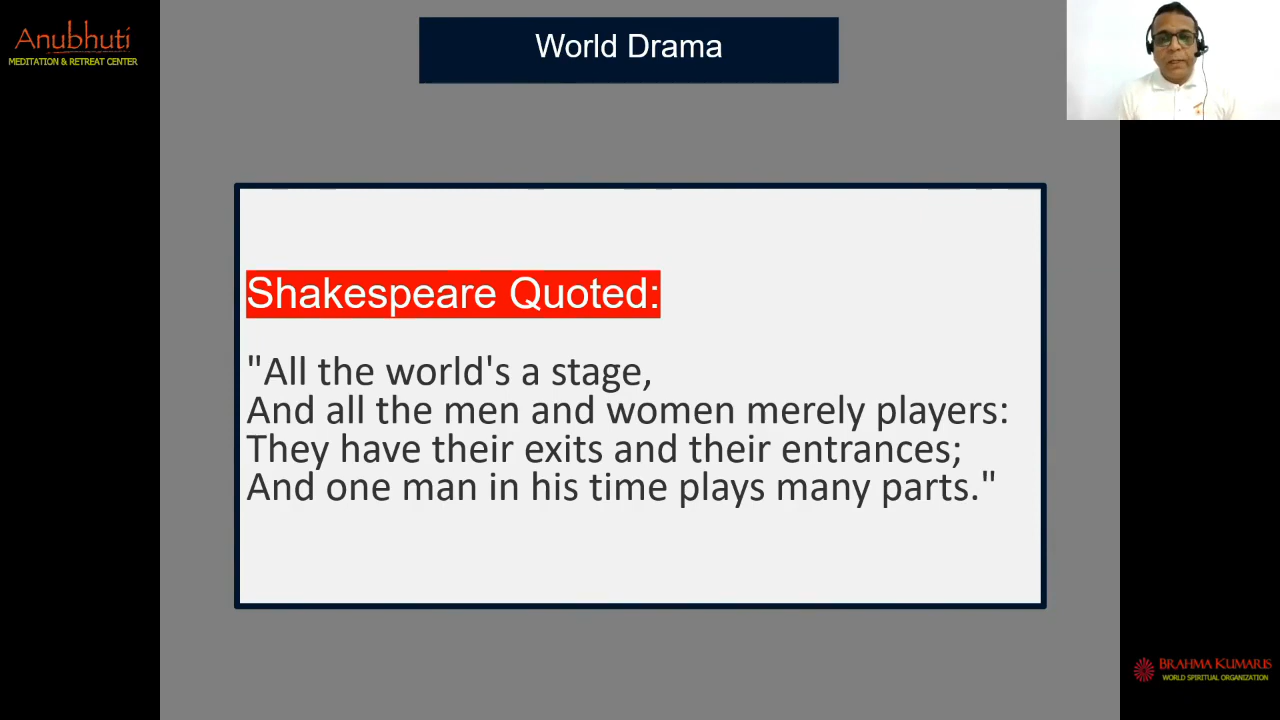 Anubhuti
MEDITATION & RETREAT CENTER
World Drama
Shakespeare Quoted:
"All the world's a stage,
And all the men and women merely players:
They have their exits and their entrances;
And one man in his time plays many parts."
BRAHMA KUMARIS
WORLD SPIRITUAL ORGANIZATION